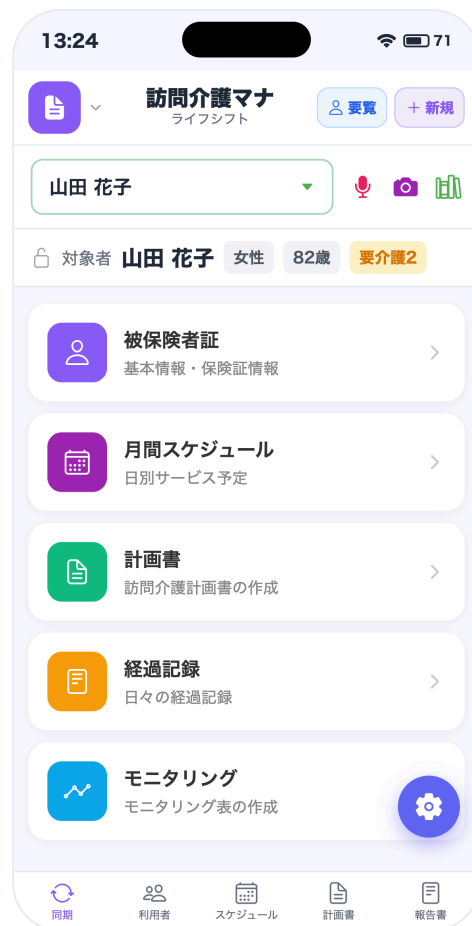 13:24
71
訪問介護マナ
ライフシフト
要覧
+ 新規
山田 花子
対象者 山田 花子 女性 82歳 要介護2
被保険者証
基本情報・保険証情報
月間スケジュール
日別サービス予定
計画書
訪問介護計画書の作成
経過記録
日々の経過記録
モニタリング
モニタリング表の作成
同期 利用者 スケジュール 計画書 報告書